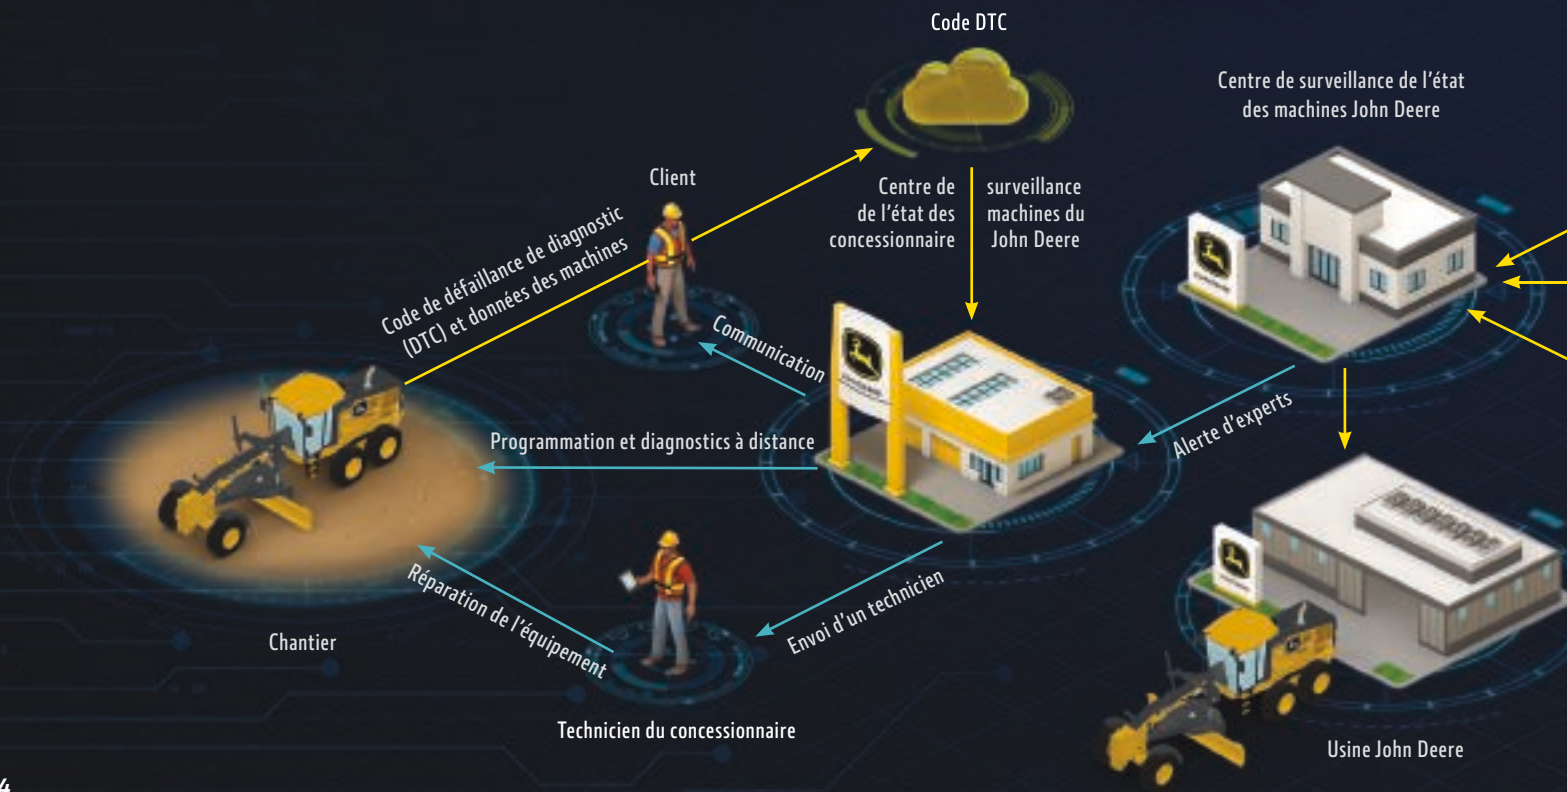 Code DTC
Centre de surveillance de l'état
des machines John Deere
Client
Centre de surveillance
de l'état des machines du
concessionnaire John Deere
Code de défaillance de diagnostic
(DTC) et données des machines
Communication
Programmation et diagnostics à distance
Alerte d'experts
Réparation de l'équipement
Envoi d'un technicien
Chantier
Technicien du concessionnaire
Usine John Deere
4